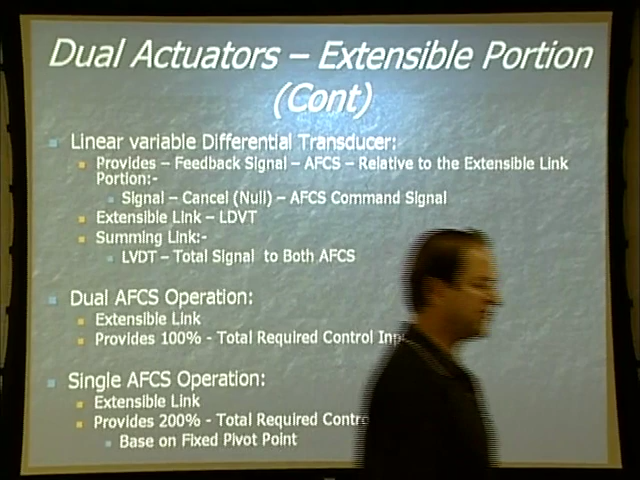 Dual Actuators – Extensible Portion
(Cont)
Linear variable Differential Transducer:
Provides – Feedback Signal – AFCS – Relative to the Extensible Link
Portion:-
Signal – Cancel (Null) – AFCS Command Signal
Extensible Link – LDVT
Summing Link:-
LVDT – Total Signal to Both AFCS
Dual AFCS Operation:
Extensible Link
Provides 100% - Total Required Control
Single AFCS Operation:
Extensible Link
Provides 200% - Total Required
Base on Fixed Pivot Point